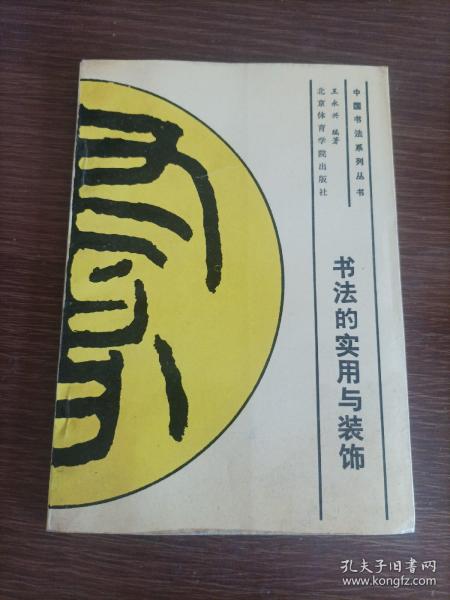 中国书法系列丛书
王永兴 编著
北京体育学院出版社
书法的实用与装饰
孔夫子旧书网
www.kongfz.com